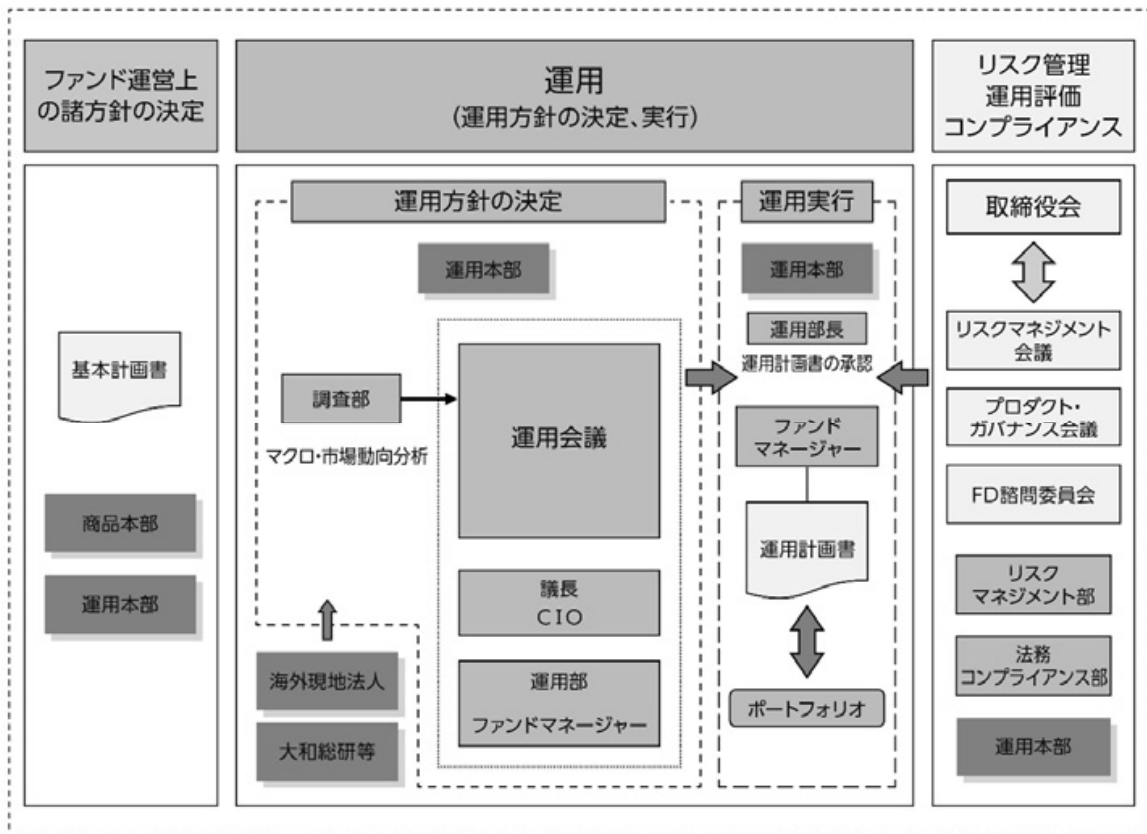 ファンド運営上
の諸方針の決定
運用
(運用方針の決定、実行)
リスク管理
運用評価
コンプライアンス
基本計画書
商品本部
運用本部
運用方針の決定
運用本部
調査部
マクロ・市場動向分析
運用会議
議長
CIO
運用部
ファンドマネージャー
海外現地法人
大和総研等
運用実行
運用本部
運用部長
運用計画書の承認
ファンド
マネージャー
運用計画書
ポートフォリオ
取締役会
リスクマネジメント
会議
プロダクト・
ガバナンス会議
FD諮問委員会
リスク
マネジメント部
法務
コンプライアンス部
運用本部